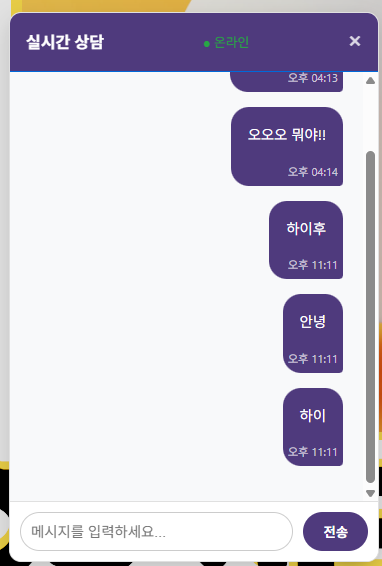 실시간 상담
● 온라인
×
오후 04:13
오오오 뭐야!!
오후 04:14
하이후
오후 11:11
안녕
오후 11:11
하이
오후 11:11
메시지를 입력하세요...
전송